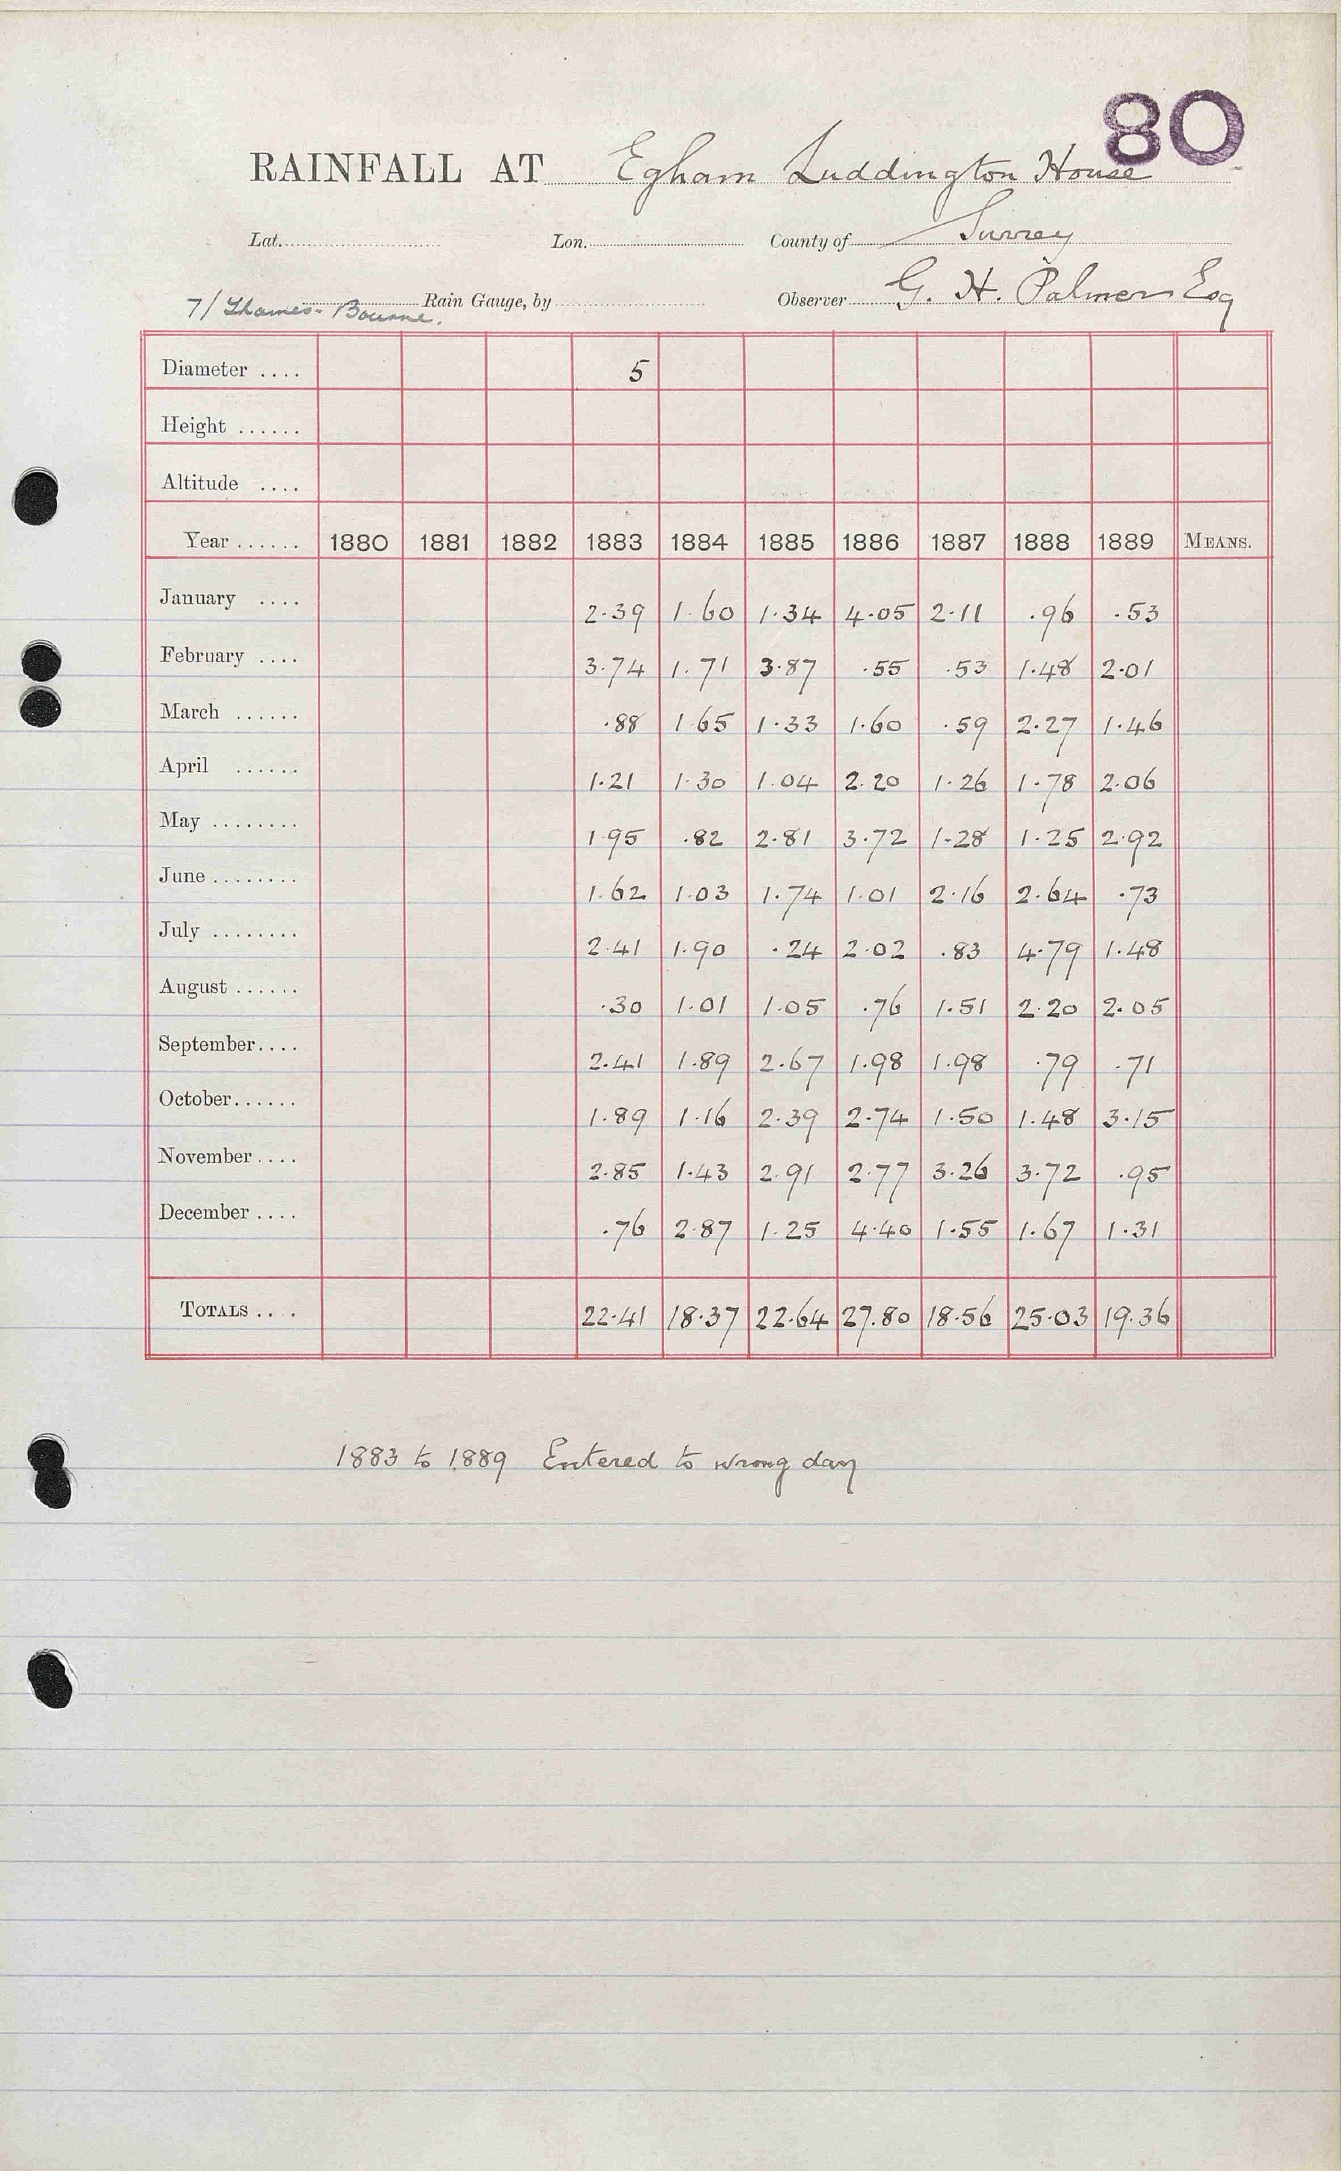 80
RAINFALL AT Egham Luddington House
Lat. Lon. County of Surrey
7/ Thames-Bourne. Rain Gauge, by Observer G. H. Palmer Esq
Diameter .... 5
Height ......
Altitude ....
Year ...... 1880 1881 1882 1883 1884 1885 1886 1887 1888 1889 MEANS.
January .... 2.39 1.60 1.34 4.05 2.11 .96 .53
February .... 3.74 1.71 3.87 .55 .53 1.48 2.01
March ...... .88 1.65 1.33 1.60 .59 2.27 1.46
April ...... 1.21 1.30 1.04 2.20 1.26 1.78 2.06
May ........ 1.95 .82 2.81 3.72 1.28 1.25 2.92
June ........ 1.62 1.03 1.74 1.01 2.16 2.64 .73
July ........ 2.41 1.90 .24 2.02 .83 4.79 1.48
August ...... .30 1.01 1.05 .76 1.51 2.20 2.05
September.... 2.41 1.89 2.67 1.98 1.98 .79 .71
October...... 1.89 1.16 2.39 2.74 1.50 1.48 3.15
November.... 2.85 1.43 2.91 2.77 3.26 3.72 .95
December .... .76 2.87 1.25 4.40 1.55 1.67 1.31
TOTALS .... 22.41 18.37 22.64 27.80 18.56 25.03 19.36
1883 to 1889 Entered to wrong day